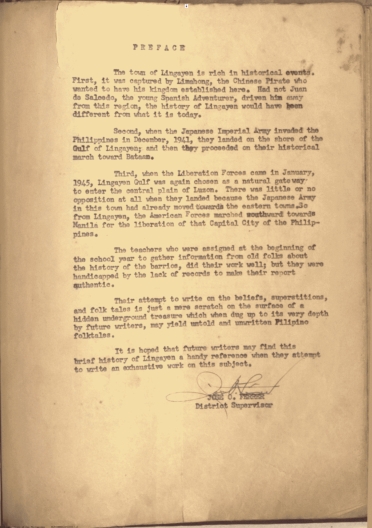 PREFACE
The town of Lingayen is rich in historical events.
First, it was captured by Limahong, the Chinese Pirate who
wanted to have his kingdom established here. Had not Juan
de Salcedo, the young Spanish Adventurer, driven him away
from this region, the history of Lingayen would have been
different from what it is today.
Second, when the Japanese Imperial Army invaded the
Philippines in December, 1941, they landed on the shore of the
Gulf of Lingayen; and then they proceeded on their historical
march toward Bataan.
Third, when the Liberation Forces came in January,
1945, Lingayen Gulf was again chosen as a natural gateway
to enter the central plain of Luzon. There was little or no
opposition at all when they landed because the Japanese Army
in this town had already moved towards the eastern towns. So
from Lingayen, the American Forces marched southward towards
Manila for the liberation of that Capital City of the Philip-
pines.
The teachers who were assigned at the beginning of
the school year to gather information from old folks about
the history of the barrios, did their work well; but they were
handicapped by the lack of records to make their report
authentic.
Their attempt to write on the beliefs, superstitions,
and folk tales is just a mere scratch on the surface of a
hidden underground treasure which when dug up to its very depth
by future writers, may yield untold and unwritten Filipino
folktales.
It is hoped that future writers may find this
brief history of Lingayen a handy reference when they attempt
to write an exhaustive work on this subject.
District Supervisor